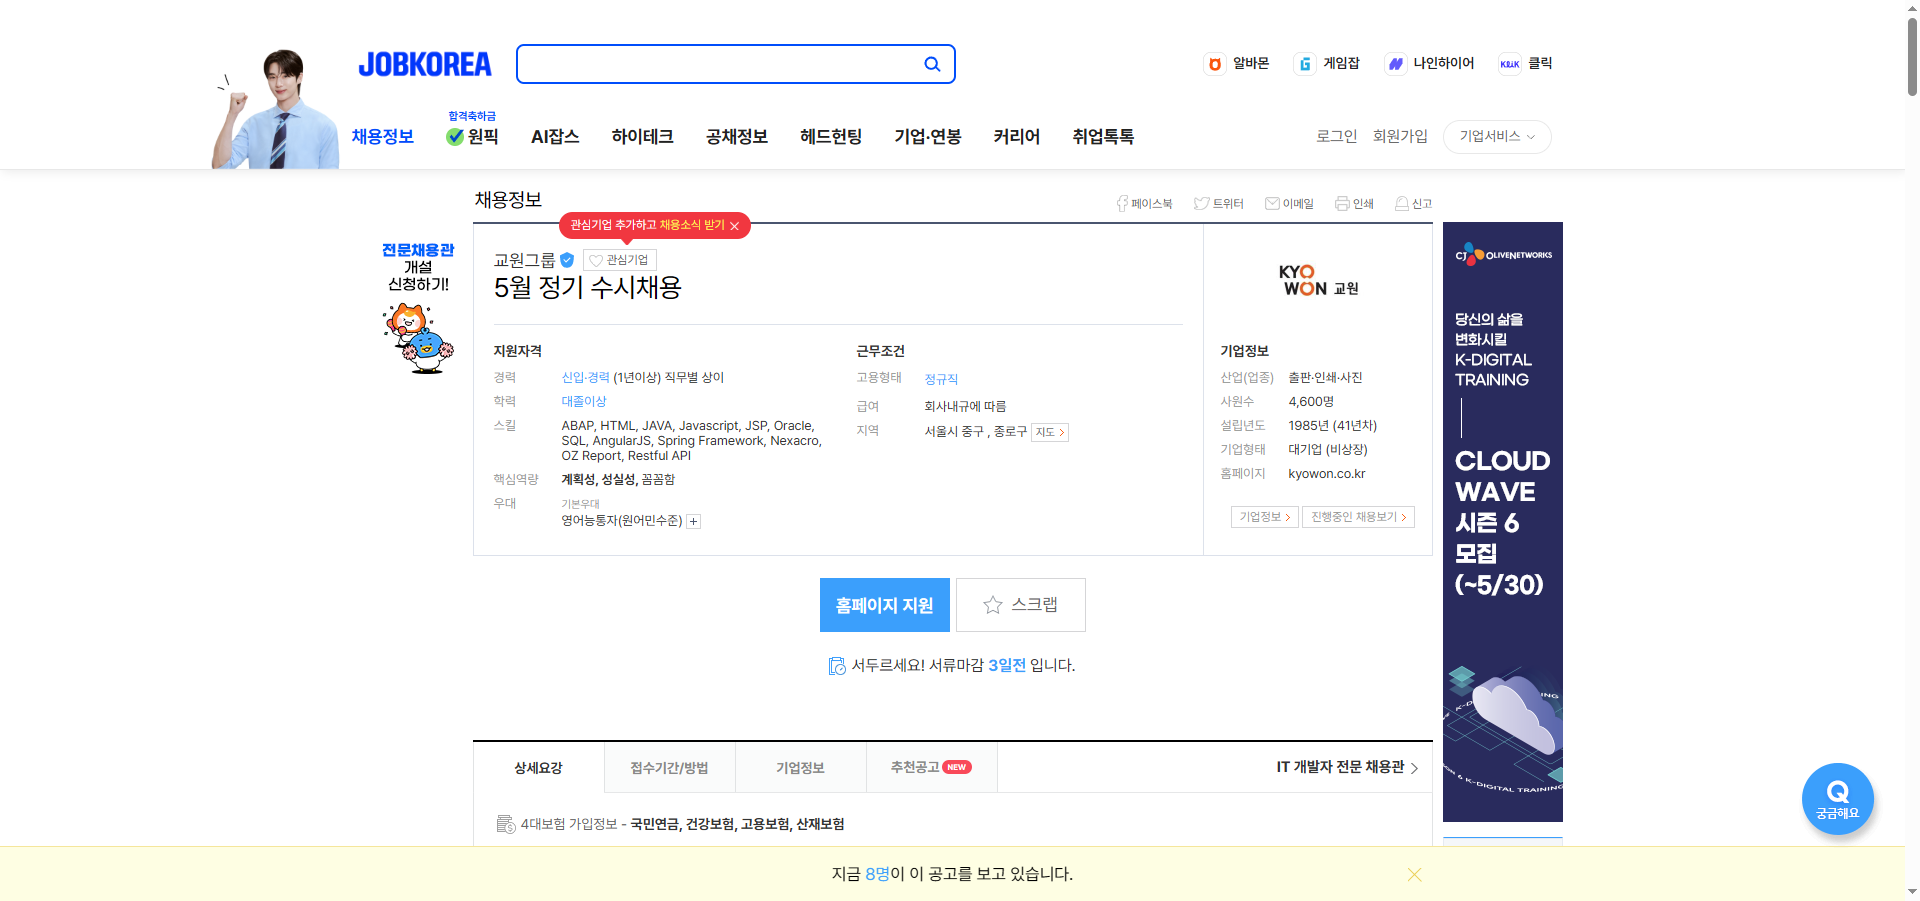 JOBKOREA
알바몬
게임잡
나인하이어
KLiK 클릭
합격축하금
채용정보
원픽
AI잡스
하이테크
공채정보
헤드헌팅
기업·연봉
커리어
취업톡톡
로그인
회원가입
기업서비스
채용정보
페이스북
트위터
이메일
인쇄
신고
관심기업 추가하고 채용소식 받기
전문채용관
개설
신청하기!
교원그룹
관심기업
5월 정기 수시채용
지원자격
경력 신입·경력 (1년이상) 직무별 상이
학력 대졸이상
스킬 ABAP, HTML, JAVA, Javascript, JSP, Oracle,
SQL, AngularJS, Spring Framework, Nexacro,
OZ Report, Restful API
핵심역량 계획성, 성실성, 꼼꼼함
우대 기본우대
영어능통자(원어민수준)
근무조건
고용형태 정규직
급여 회사내규에 따름
지역 서울시 중구 , 종로구 지도
KYO
WON 교원
기업정보
산업(업종) 출판·인쇄·사진
사원수 4,600명
설립년도 1985년 (41년차)
기업형태 대기업 (비상장)
홈페이지 kyowon.co.kr
기업정보
진행중인 채용보기
홈페이지 지원
스크랩
서두르세요! 서류마감 3일전 입니다.
CJ OLIVENETWORKS
당신의 삶을
변화시킬
K-DIGITAL
TRAINING
CLOUD
WAVE
시즌 6
모집
(~5/30)
상세요강
접수기간/방법
기업정보
추천공고 NEW
IT 개발자 전문 채용관
4대보험 가입정보 - 국민연금, 건강보험, 고용보험, 산재보험
Q
궁금해요
지금 8명이 이 공고를 보고 있습니다.